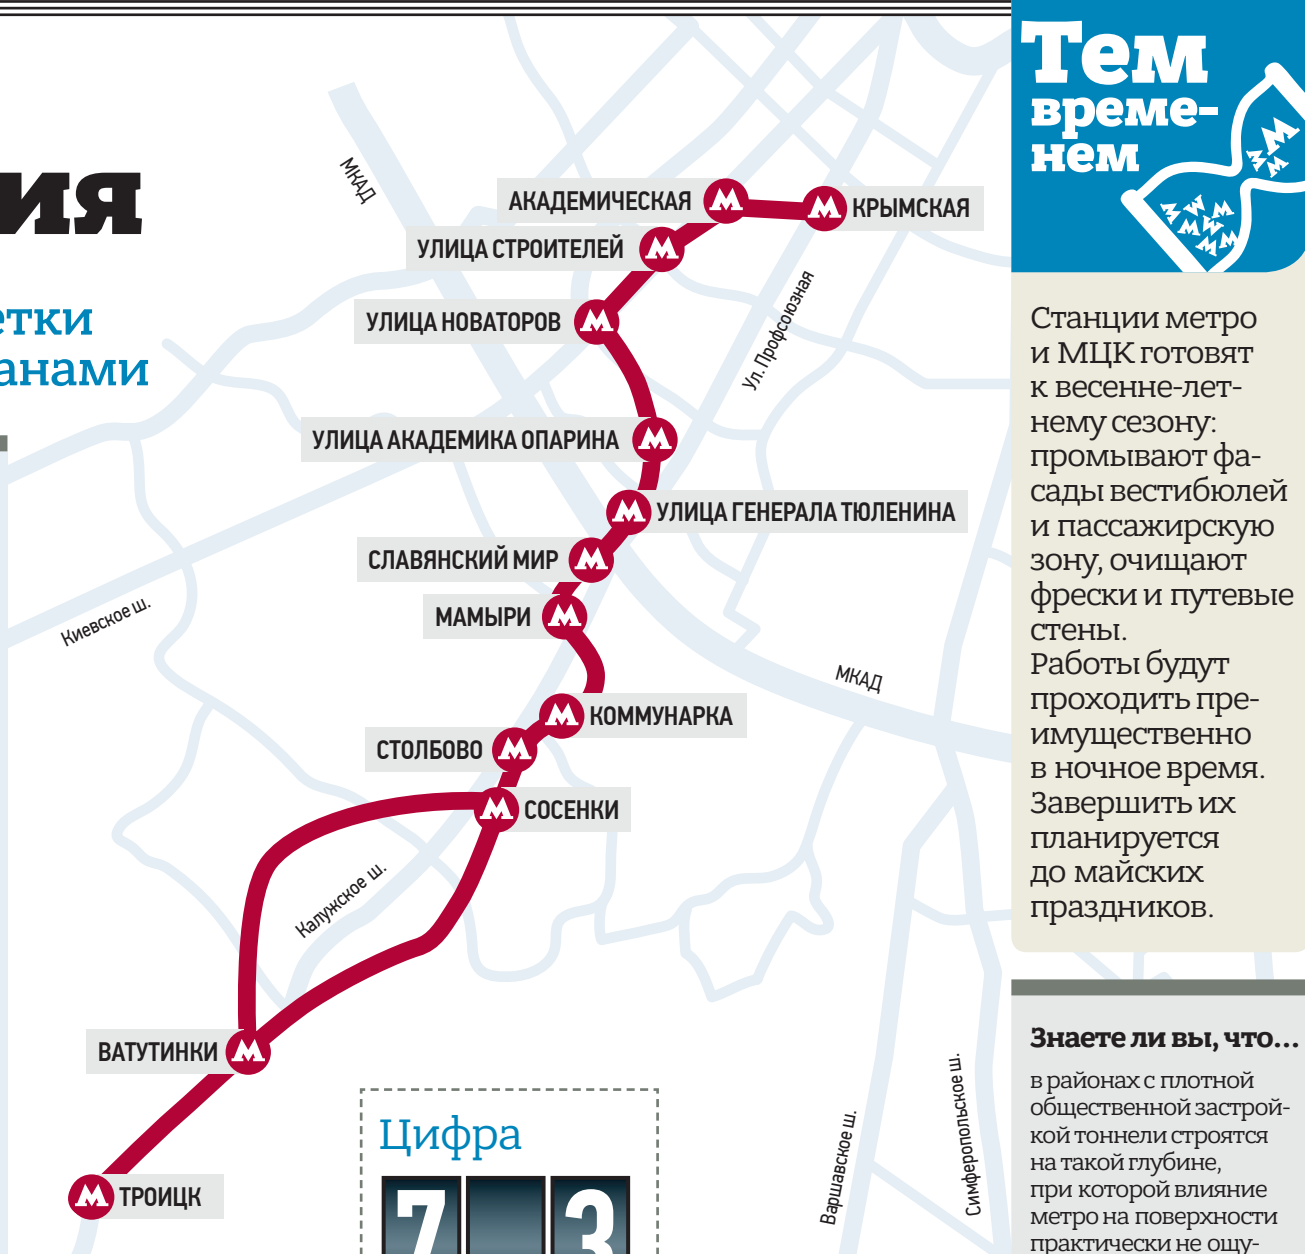 ия
етки
анами
МКАД
АКАДЕМИЧЕСКАЯ
КРЫМСКАЯ
УЛИЦА СТРОИТЕЛЕЙ
УЛИЦА НОВАТОРОВ
Ул. Профсоюзная
УЛИЦА АКАДЕМИКА ОПАРИНА
УЛИЦА ГЕНЕРАЛА ТЮЛЕНИНА
СЛАВЯНСКИЙ МИР
Киевское ш.
МАМЫРИ
МКАД
КОММУНАРКА
СТОЛБОВО
СОСЕНКИ
Калужское ш.
ВАТУТИНКИ
ТРОИЦК
Варшавское ш.
Симферопольское ш.
Цифра
7 3
Тем
време-
нем
Станции метро
и МЦК готовят
к весенне-лет-
нему сезону:
промывают фа-
сады вестибюлей
и пассажирскую
зону, очищают
фрески и путевые
стены.
Работы будут
проходить пре-
имущественно
в ночное время.
Завершить их
планируется
до майских
праздников.
Знаете ли вы, что...
в районах с плотной
общественной застрой-
кой тоннели строятся
на такой глубине,
при которой влияние
метро на поверхности
практически не ощу-